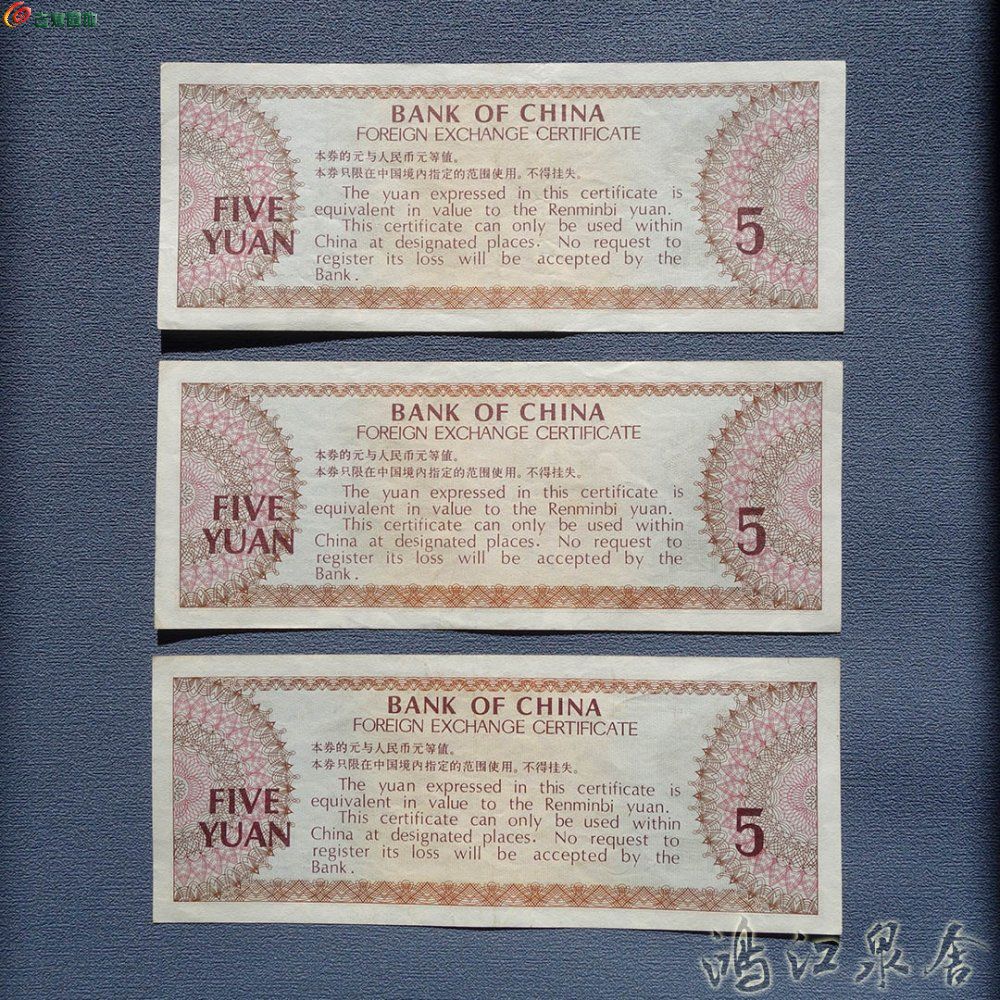 BANK OF CHINA
FOREIGN EXCHANGE CERTIFICATE
本券的元与人民币元等值。
本券只限在中国境内指定的范围使用。不得挂失。
The yuan expressed in this certificate is
equivalent in value to the Renminbi yuan.
This certificate can only be used within
China at designated places. No request to
register its loss will be accepted by the
Bank.
FIVE
YUAN
5
BANK OF CHINA
FOREIGN EXCHANGE CERTIFICATE
本券的元与人民币元等值。
本券只限在中国境内指定的范围使用。不得挂失。
The yuan expressed in this certificate is
equivalent in value to the Renminbi yuan.
This certificate can only be used within
China at designated places. No request to
register its loss will be accepted by the
Bank.
FIVE
YUAN
5
BANK OF CHINA
FOREIGN EXCHANGE CERTIFICATE
本券的元与人民币元等值。
本券只限在中国境内指定的范围使用。不得挂失。
The yuan expressed in this certificate is
equivalent in value to the Renminbi yuan.
This certificate can only be used within
China at designated places. No request to
register its loss will be accepted by the
Bank.
FIVE
YUAN
5
鸿江泉舍